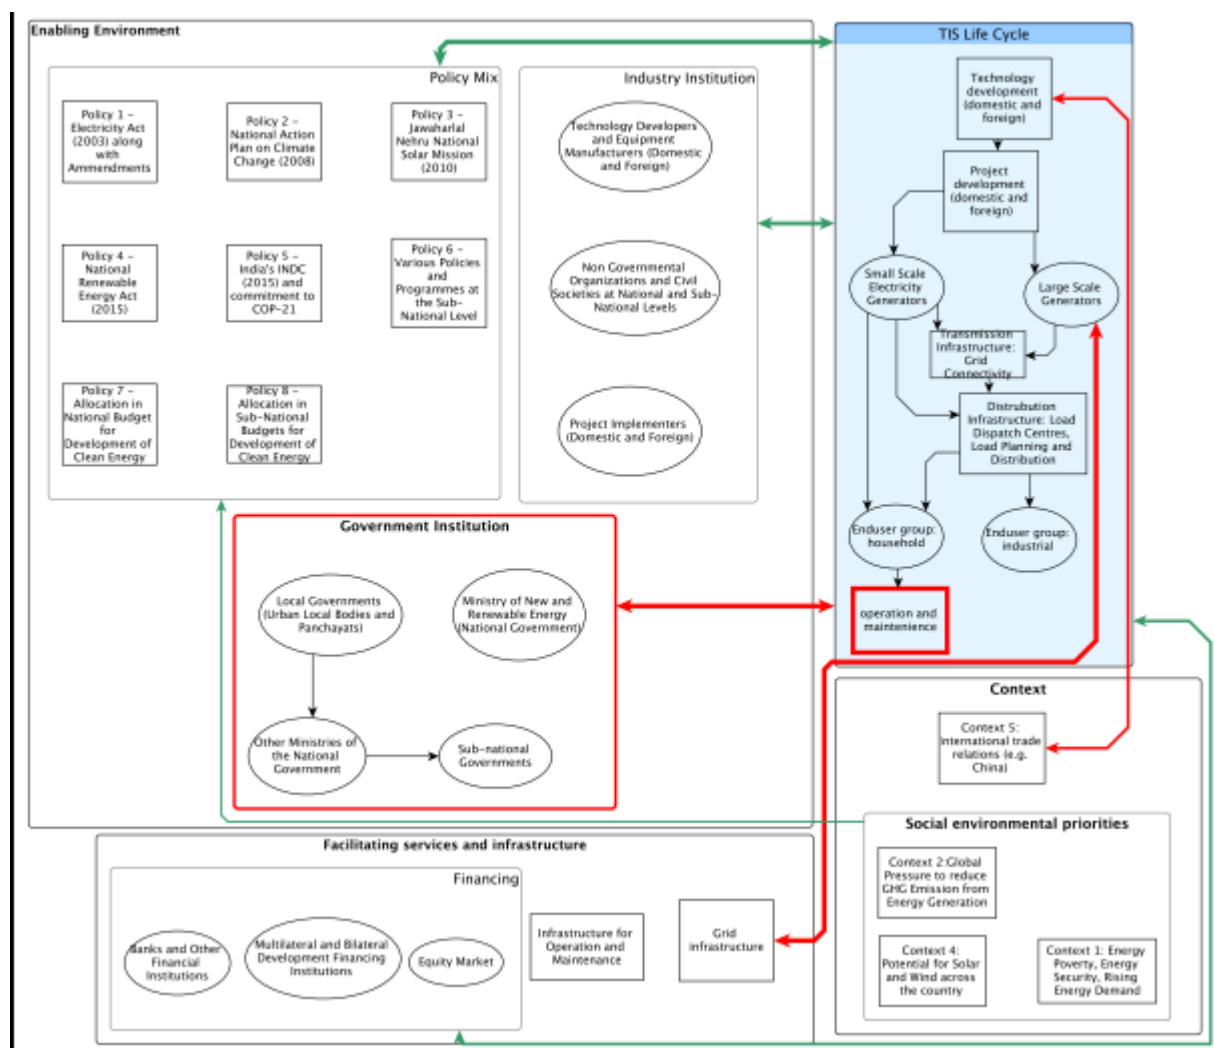 Enabling Environment
Policy Mix
Policy 1 -
Electricity Act
(2003) along
with
Ammendments
Policy 2 -
National Action
Plan on Climate
Change (2008)
Policy 3 -
Jawaharlal
Nehru National
Solar Mission
(2010)
Policy 4 -
National
Renewable
Energy Act
(2015)
Policy 5 -
India's INDC
(2015) and
commitment to
COP-21
Policy 6 -
Various Policies
and
Programmes at
the Sub-
National Level
Policy 7 -
Allocation in
National Budget
for
Development of
Clean Energy
Policy 8 -
Allocation in
Sub-National
Budgets for
Development of
Clean Energy
Industry Institution
Technology Developers
and Equipment
Manufacturers (Domestic
and Foreign)
Non Governmental
Organizations and Civil
Societies at National and Sub-
National Levels
Project Implementers
(Domestic and Foreign)
Government Institution
Local Governments
(Urban Local Bodies and
Panchayats)
Ministry of New and
Renewable Energy
(National Government)
Other Ministries of
the National
Government
Sub-national
Governments
TIS Life Cycle
Technology
development
(domestic and
foreign)
Project
development
(domestic and
foreign)
Small Scale
Electricity
Generators
Large Scale
Generators
Transmission
Infrastructure:
Grid
Connectivity
Distrubution
Infrastructure: Load
Dispatch Centres,
Load Planning and
Distribution
Enduser group:
household
Enduser group:
industrial
operation and
maintenience
Context
Context 5:
International trade
relations (e.g.
China)
Social environmental priorities
Context 2:Global
Pressure to reduce
GHG Emission from
Energy Generation
Context 4:
Potential for Solar
and Wind across
the country
Context 1: Energy
Poverty, Energy
Security, Rising
Energy Demand
Facilitating services and infrastructure
Financing
Banks and Other
Financial
Institutions
Multilateral and Bilateral
Development Financing
Institutions
Equity Market
Infrastructure for
Operation and
Maintenance
Grid
infrastructure